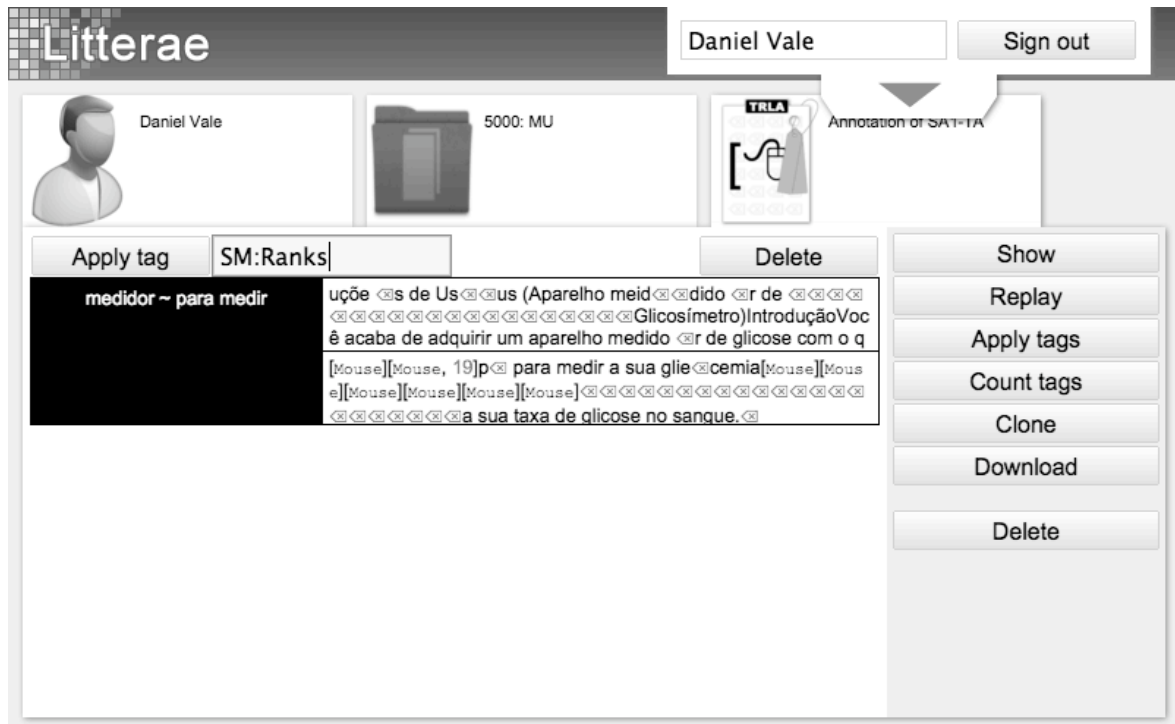 Litterae
Daniel Vale
Sign out
Daniel Vale
5000: MU
TRLA
Annotation of SA1-TA
Apply tag
SM:Ranks
Delete
medidor ~ para medir
uçõe ⌫s de Us⌫⌫us (Aparelho meid⌫⌫dido ⌫r de ⌫⌫⌫⌫
⌫⌫⌫⌫⌫⌫⌫⌫⌫⌫⌫⌫⌫⌫⌫⌫Glicosímetro)IntroduçãoVoc
ê acaba de adquirir um aparelho medido ⌫r de glicose com o q
[Mouse][Mouse, 19]p⌫ para medir a sua glie⌫cemia[Mouse][Mous
e][Mouse][Mouse][Mouse][Mouse]⌫⌫⌫⌫⌫⌫⌫⌫⌫⌫⌫⌫⌫⌫⌫
⌫⌫⌫⌫⌫⌫⌫a sua taxa de glicose no sangue.⌫
Show
Replay
Apply tags
Count tags
Clone
Download
Delete